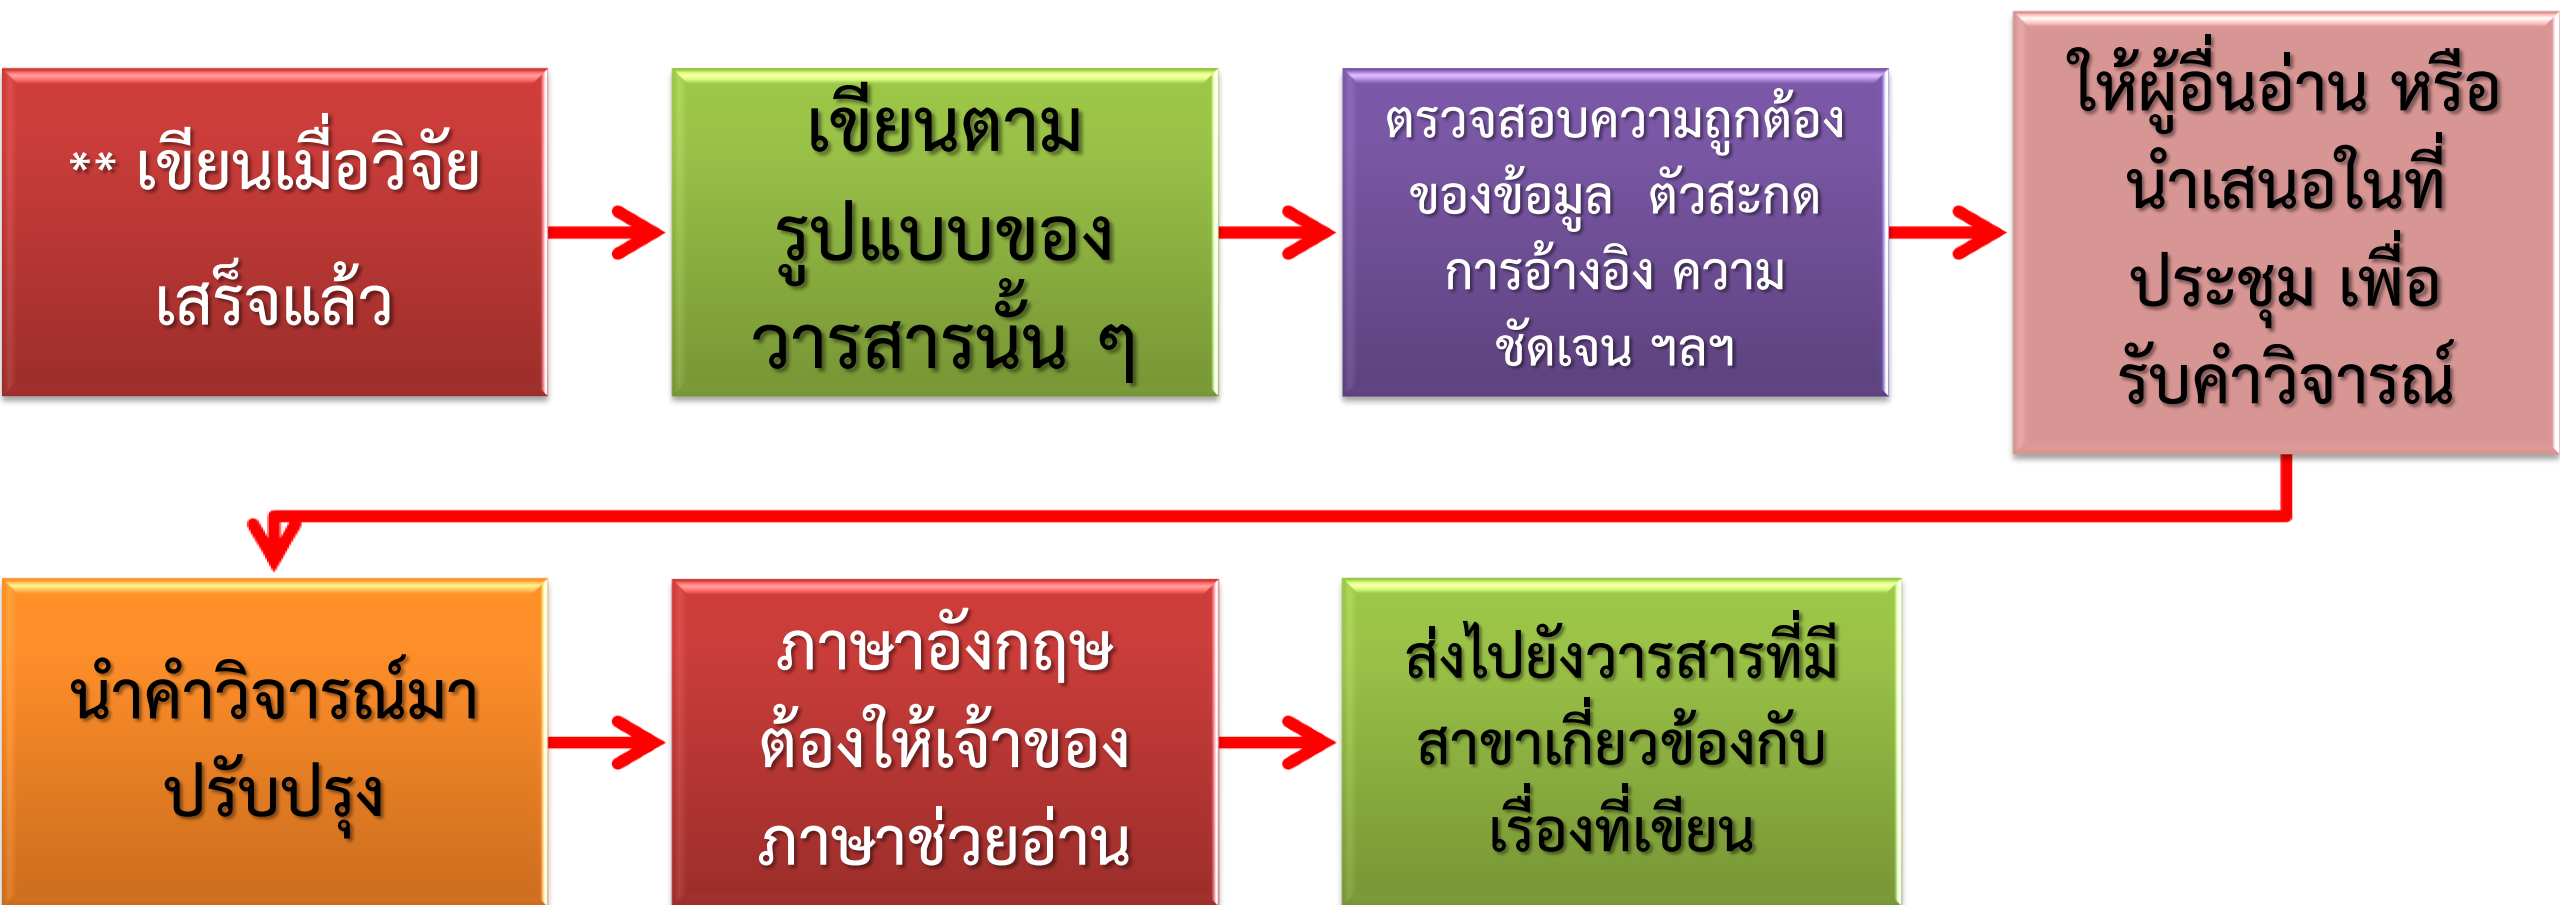 ** เขียนเมื่อวิจัย
เสร็จแล้ว
เขียนตาม
รูปแบบของ
วารสารนั้น ๆ
ตรวจสอบความถูกต้อง
ของข้อมูล ตัวสะกด
การอ้างอิง ความ
ชัดเจน ฯลฯ
ให้ผู้อื่นอ่าน หรือ
นำเสนอในที่
ประชุม เพื่อ
รับคำวิจารณ์
นำคำวิจารณ์มา
ปรับปรุง
ภาษาอังกฤษ
ต้องให้เจ้าของ
ภาษาช่วยอ่าน
ส่งไปยังวารสารที่มี
สาขาเกี่ยวข้องกับ
เรื่องที่เขียน